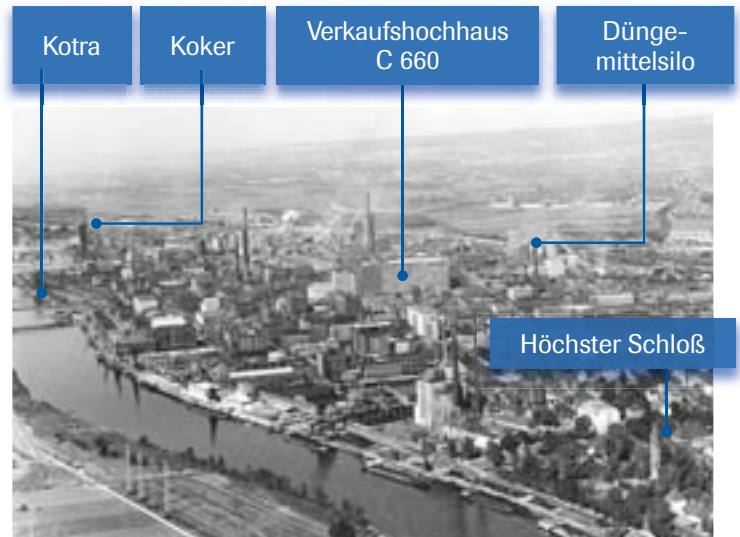 Kotra
Koker
Verkaufshochhaus
C 660
Dünge-
mittelsilo
Höchster Schloß